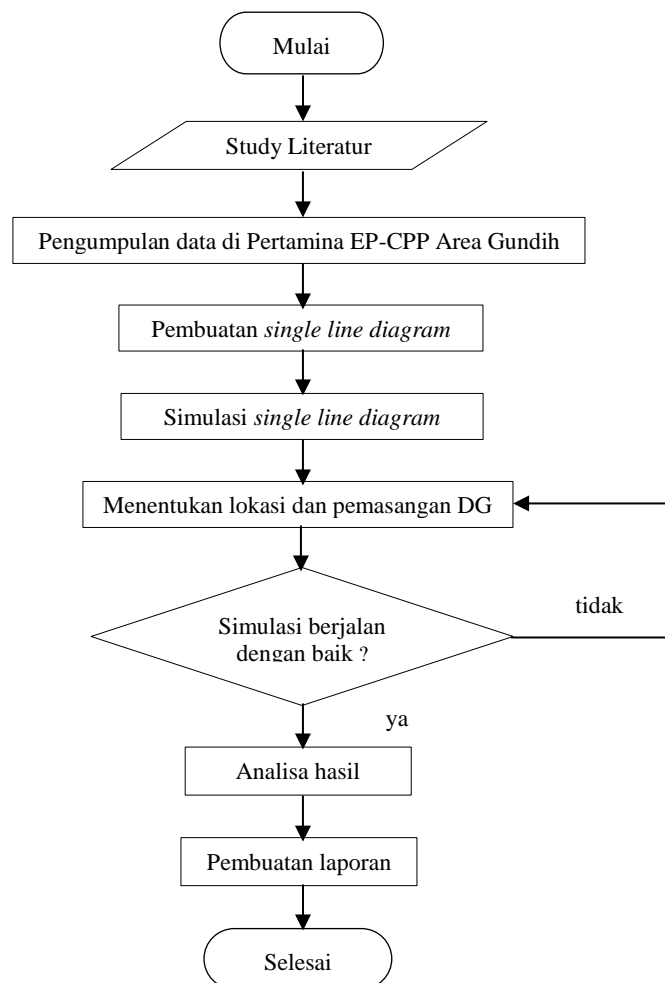 Mulai
Study Literatur
Pengumpulan data di Pertamina EP-CPP Area Gundih
Pembuatan single line diagram
Simulasi single line diagram
Menentukan lokasi dan pemasangan DG
Simulasi berjalan
dengan baik ?
tidak
ya
Analisa hasil
Pembuatan laporan
Selesai